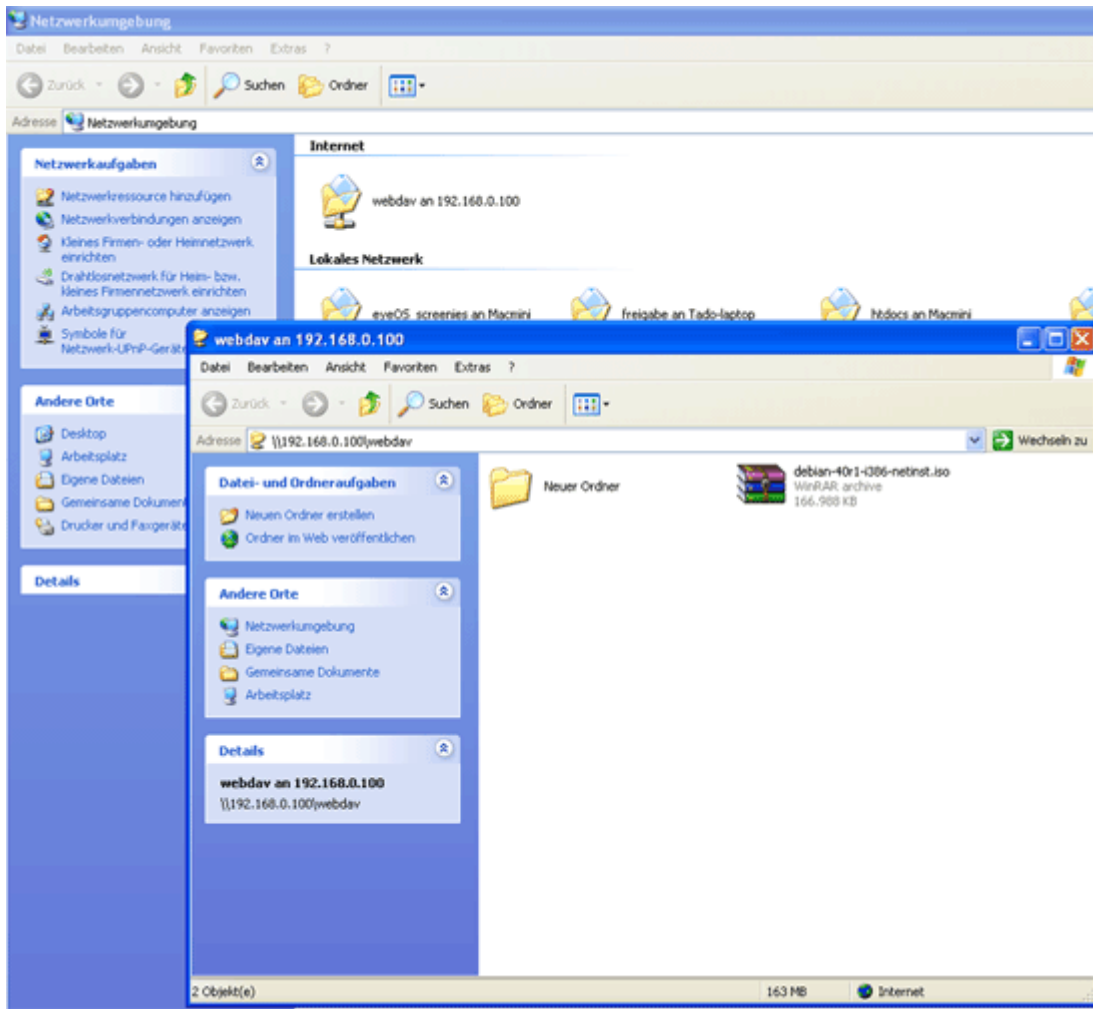 Netzwerkumgebung
Datei Bearbeiten Ansicht Favoriten Extras ?
Zurück Suchen Ordner
Adresse Netzwerkumgebung
Netzwerkaufgaben
Netzwerkressource hinzufügen
Netzwerkverbindungen anzeigen
Kleines Firmen- oder Heimnetzwerk
einrichten
Drahtlosnetzwerk für Heim- bzw.
kleines Firmennetzwerk einrichten
Arbeitsgruppencomputer anzeigen
Symbole für
Netzwerk-UPnP-Geräte
Andere Orte
Desktop
Arbeitsplatz
Eigene Dateien
Gemeinsame Dokument
Drucker und Faxgeräte
Details
Internet
webdav an 192.168.0.100
Lokales Netzwerk
eyeOS screenies an Macmini
freigabe an Tado-laptop
htdocs an Macmini
webdav an 192.168.0.100
Datei Bearbeiten Ansicht Favoriten Extras ?
Zurück Suchen Ordner
Adresse \\192.168.0.100\webdav Wechseln zu
Datei- und Ordneraufgaben
Neuen Ordner erstellen
Ordner im Web veröffentlichen
Andere Orte
Netzwerkumgebung
Eigene Dateien
Gemeinsame Dokumente
Arbeitsplatz
Details
webdav an 192.168.0.100
\\192.168.0.100\webdav
Neuer Ordner
debian-40r1-i386-netinst.iso
WinRAR archive
166.988 KB
2 Objekt(e) 163 MB Internet